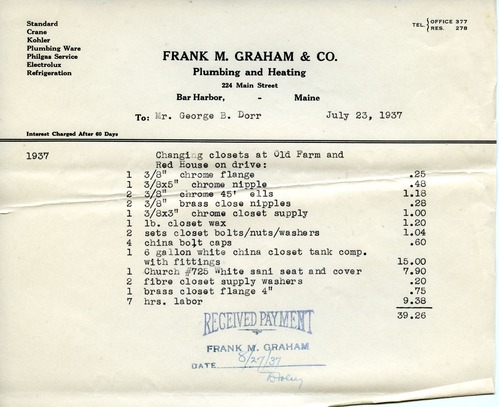 Standard
Crane
Kohler
Plumbing Ware
Philgas Service
Electrolux
Refrigeration
TEL. { OFFICE 377
RES. 278
FRANK M. GRAHAM & CO.
Plumbing and Heating
224 Main Street
Bar Harbor, - Maine
To: Mr. George B. Dorr July 23, 1937
Interest Charged After 60 Days
1937 Changing closets at Old Farm and
Red House on drive:
1 3/8" chrome flange .25
1 3/8x5" chrome nipple .48
2 3/8" chrome 45' ells 1.18
2 3/8" brass close nipples .28
1 3/8x3" chrome closet supply 1.00
1 lb. closet wax 1.20
2 sets closet bolts/nuts/washers 1.04
4 china bolt caps .60
1 6 gallon white china closet tank comp.
with fittings 15.00
1 Church #725 white sani seat and cover 7.90
2 fibre closet supply washers .20
1 brass closet flange 4" .75
7 hrs. labor 9.38
39.26
RECEIVED PAYMENT
FRANK M. GRAHAM
DATE 8/27/37